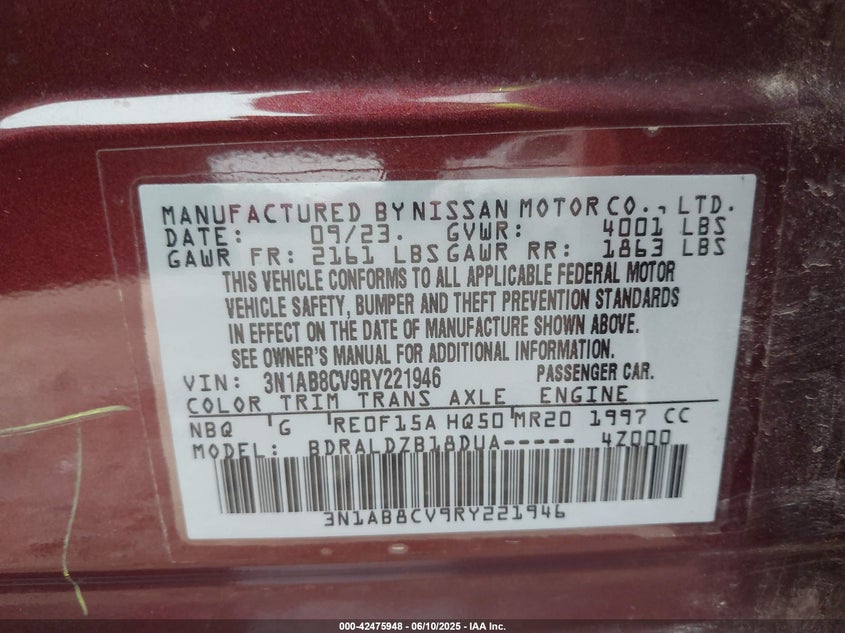 MANUFACTURED BY NISSAN MOTOR CO., LTD.
DATE: 09/23. GVWR: 4001 LBS
GAWR FR: 2161 LBS GAWR RR: 1863 LBS
THIS VEHICLE CONFORMS TO ALL APPLICABLE FEDERAL MOTOR
VEHICLE SAFETY, BUMPER AND THEFT PREVENTION STANDARDS
IN EFFECT ON THE DATE OF MANUFACTURE SHOWN ABOVE.
SEE OWNER'S MANUAL FOR ADDITIONAL INFORMATION.
VIN: 3N1AB8CV9RY221946 PASSENGER CAR.
COLOR TRIM TRANS AXLE ENGINE
NBQ G RE0F15A HQ50 MR20 1997 CC
MODEL: BDRALDZB18DUA----- 4Z000
3N1AB8CV9RY221946
000-42475948 - 06/10/2025 - IAA Inc.